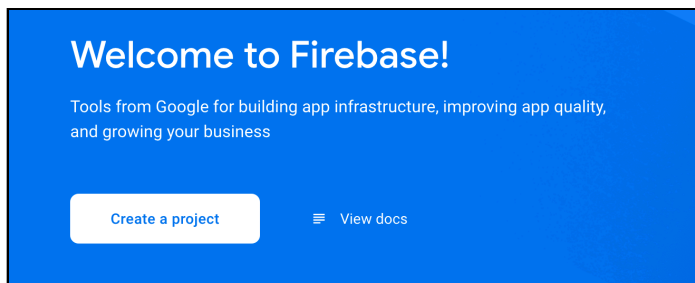 Welcome to Firebase!
Tools from Google for building app infrastructure, improving app quality,
and growing your business
Create a project
View docs